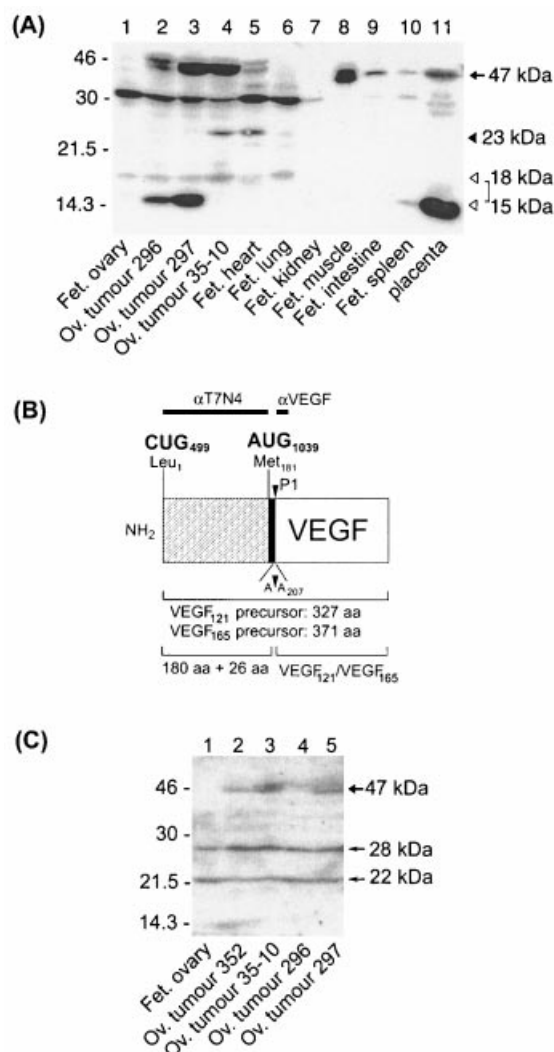 (A)
1 2 3 4 5 6 7 8 9 10 11
46 -
30 -
21.5 -
14.3 -
47 kDa
23 kDa
18 kDa
15 kDa
Fet. ovary
Ov. tumour 296
Ov. tumour 297
Ov. tumour 35-10
Fet. heart
Fet. lung
Fet. kidney
Fet. muscle
Fet. intestine
Fet. spleen
placenta
(B)
αT7N4 αVEGF
CUG499 AUG1039
Leu1 Met181
P1
NH2 VEGF
A A207
VEGF121 precursor: 327 aa
VEGF165 precursor: 371 aa
180 aa + 26 aa VEGF121/VEGF165
(C)
1 2 3 4 5
46 -
30 -
21.5 -
14.3 -
47 kDa
28 kDa
22 kDa
Fet. ovary
Ov. tumour 352
Ov. tumour 35-10
Ov. tumour 296
Ov. tumour 297